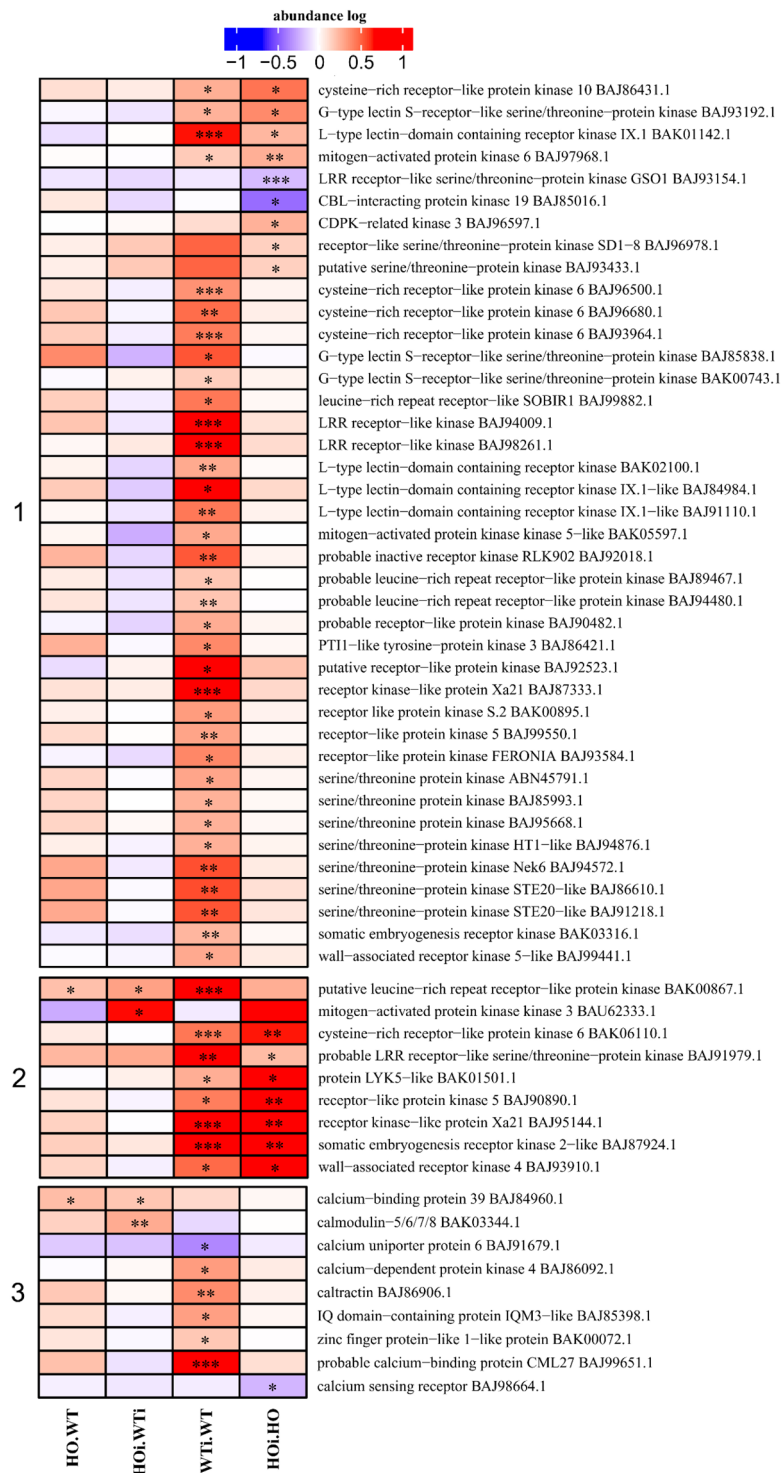 abundance log
−1 −0.5 0 0.5 1
* * cysteine−rich receptor−like protein kinase 10 BAJ86431.1
* * G−type lectin S−receptor−like serine/threonine−protein kinase BAJ93192.1
*** * L−type lectin−domain containing receptor kinase IX.1 BAK01142.1
* ** mitogen−activated protein kinase 6 BAJ97968.1
*** LRR receptor−like serine/threonine−protein kinase GSO1 BAJ93154.1
* CBL−interacting protein kinase 19 BAJ85016.1
* CDPK−related kinase 3 BAJ96597.1
* receptor−like serine/threonine−protein kinase SD1−8 BAJ96978.1
* putative serine/threonine−protein kinase BAJ93433.1
*** cysteine−rich receptor−like protein kinase 6 BAJ96500.1
** cysteine−rich receptor−like protein kinase 6 BAJ96680.1
*** cysteine−rich receptor−like protein kinase 6 BAJ93964.1
* G−type lectin S−receptor−like serine/threonine−protein kinase BAJ85838.1
* G−type lectin S−receptor−like serine/threonine−protein kinase BAK00743.1
* leucine−rich repeat receptor−like SOBIR1 BAJ99882.1
*** LRR receptor−like kinase BAJ94009.1
*** LRR receptor−like kinase BAJ98261.1
** L−type lectin−domain containing receptor kinase BAK02100.1
* L−type lectin−domain containing receptor kinase IX.1−like BAJ84984.1
1
** L−type lectin−domain containing receptor kinase IX.1−like BAJ91110.1
* mitogen−activated protein kinase kinase 5−like BAK05597.1
** probable inactive receptor kinase RLK902 BAJ92018.1
* probable leucine−rich repeat receptor−like protein kinase BAJ89467.1
** probable leucine−rich repeat receptor−like protein kinase BAJ94480.1
* probable receptor−like protein kinase BAJ90482.1
* PTI1−like tyrosine−protein kinase 3 BAJ86421.1
* putative receptor−like protein kinase BAJ92523.1
*** receptor kinase−like protein Xa21 BAJ87333.1
* receptor like protein kinase S.2 BAK00895.1
** receptor−like protein kinase 5 BAJ99550.1
* receptor−like protein kinase FERONIA BAJ93584.1
* serine/threonine protein kinase ABN45791.1
* serine/threonine protein kinase BAJ85993.1
* serine/threonine protein kinase BAJ95668.1
* serine/threonine−protein kinase HT1−like BAJ94876.1
** serine/threonine−protein kinase Nek6 BAJ94572.1
** serine/threonine−protein kinase STE20−like BAJ86610.1
** serine/threonine−protein kinase STE20−like BAJ91218.1
** somatic embryogenesis receptor kinase BAK03316.1
* wall−associated receptor kinase 5−like BAJ99441.1
* * *** putative leucine−rich repeat receptor−like protein kinase BAK00867.1
* mitogen−activated protein kinase kinase 3 BAU62333.1
*** ** cysteine−rich receptor−like protein kinase 6 BAK06110.1
** * probable LRR receptor−like serine/threonine−protein kinase BAJ91979.1
2
* * protein LYK5−like BAK01501.1
* ** receptor−like protein kinase 5 BAJ90890.1
*** ** receptor kinase−like protein Xa21 BAJ95144.1
*** ** somatic embryogenesis receptor kinase 2−like BAJ87924.1
* * wall−associated receptor kinase 4 BAJ93910.1
* * calcium−binding protein 39 BAJ84960.1
** calmodulin−5/6/7/8 BAK03344.1
* calcium uniporter protein 6 BAJ91679.1
* calcium−dependent protein kinase 4 BAJ86092.1
3
** caltractin BAJ86906.1
* IQ domain−containing protein IQM3−like BAJ85398.1
* zinc finger protein−like 1−like protein BAK00072.1
*** probable calcium−binding protein CML27 BAJ99651.1
* calcium sensing receptor BAJ98664.1
HO.WT
HOi.WTi
WTi.WT
HOi.HO